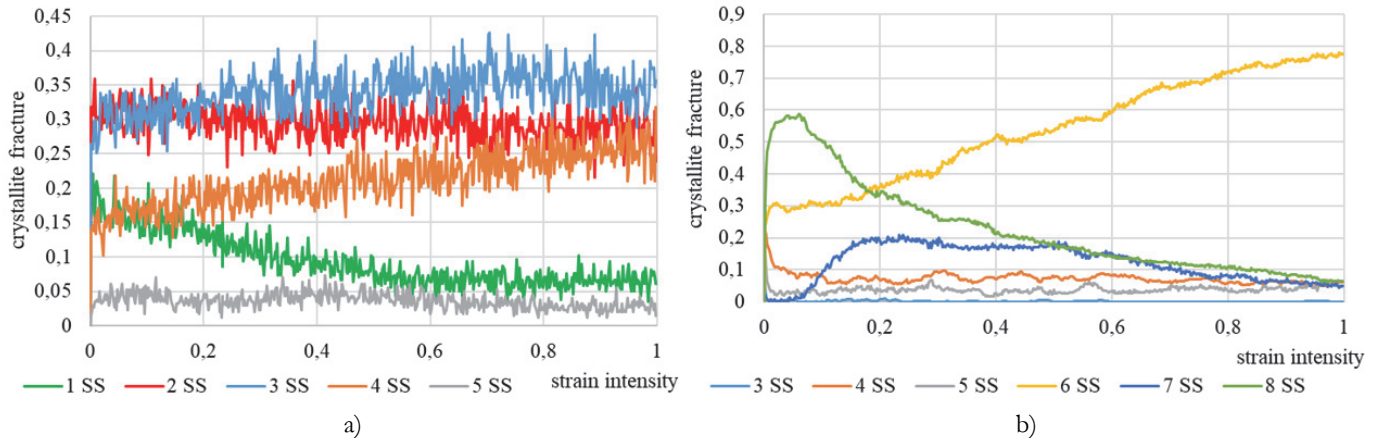 0,45
0,4
0,35
0,3
0,25
0,2
0,15
0,1
0,05
0
crystallite fracture
0 0,2 0,4 0,6 0,8 1
strain intensity
1 SS 2 SS 3 SS 4 SS 5 SS
a)
0,9
0,8
0,7
0,6
0,5
0,4
0,3
0,2
0,1
0
crystallite fracture
0 0,2 0,4 0,6 0,8 1
strain intensity
3 SS 4 SS 5 SS 6 SS 7 SS 8 SS
b)